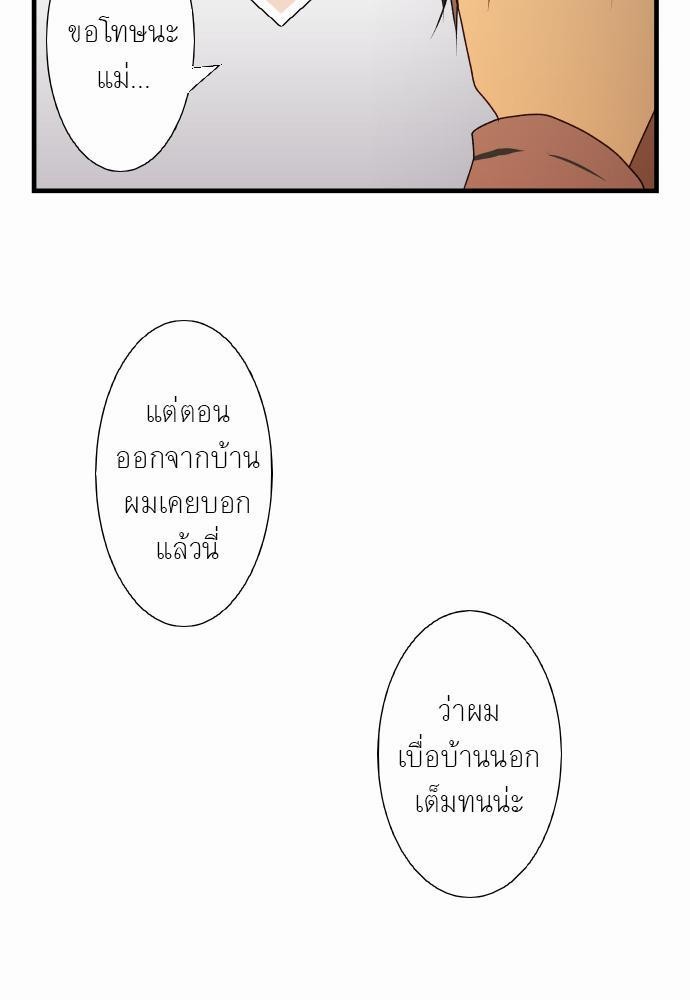 ขอโทษนะ
แม่...
แต่ตอน
ออกจากบ้าน
ผมเคยบอก
แล้วนี่
ว่าผม
เบื่อบ้านนอก
เต็มทนน่ะ